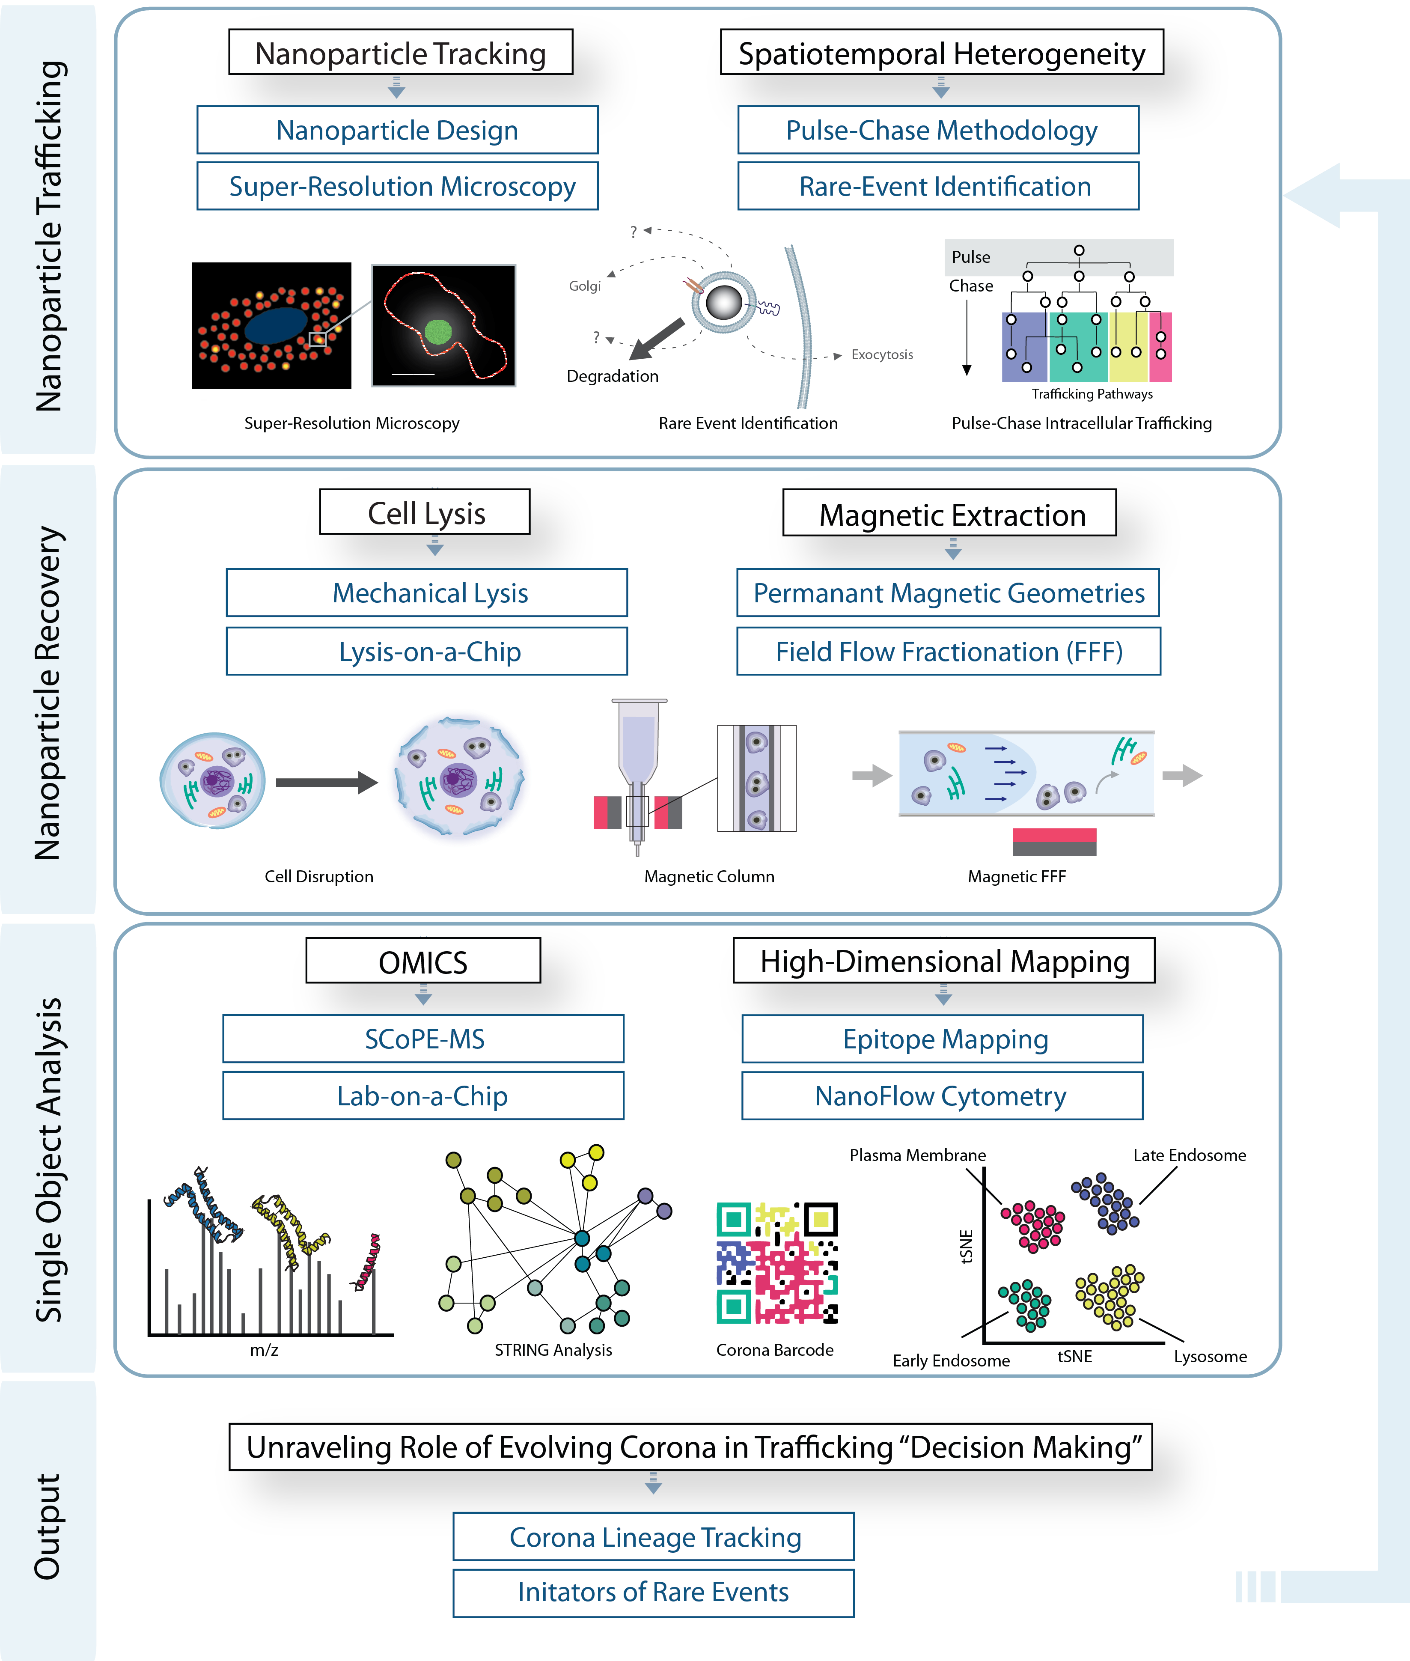 Nanoparticle Trafficking
Nanoparticle Tracking
Spatiotemporal Heterogeneity
Nanoparticle Design
Pulse-Chase Methodology
Super-Resolution Microscopy
Rare-Event Identification
?
Golgi
?
Degradation
Exocytosis
Pulse
Chase
Trafficking Pathways
Super-Resolution Microscopy
Rare Event Identification
Pulse-Chase Intracellular Trafficking
Nanoparticle Recovery
Cell Lysis
Magnetic Extraction
Mechanical Lysis
Permanant Magnetic Geometries
Lysis-on-a-Chip
Field Flow Fractionation (FFF)
Cell Disruption
Magnetic Column
Magnetic FFF
Single Object Analysis
OMICS
High-Dimensional Mapping
SCoPE-MS
Epitope Mapping
Lab-on-a-Chip
NanoFlow Cytometry
m/z
STRING Analysis
Corona Barcode
Plasma Membrane
Late Endosome
tSNE
Early Endosome
tSNE
Lysosome
Output
Unraveling Role of Evolving Corona in Trafficking “Decision Making”
Corona Lineage Tracking
Initators of Rare Events